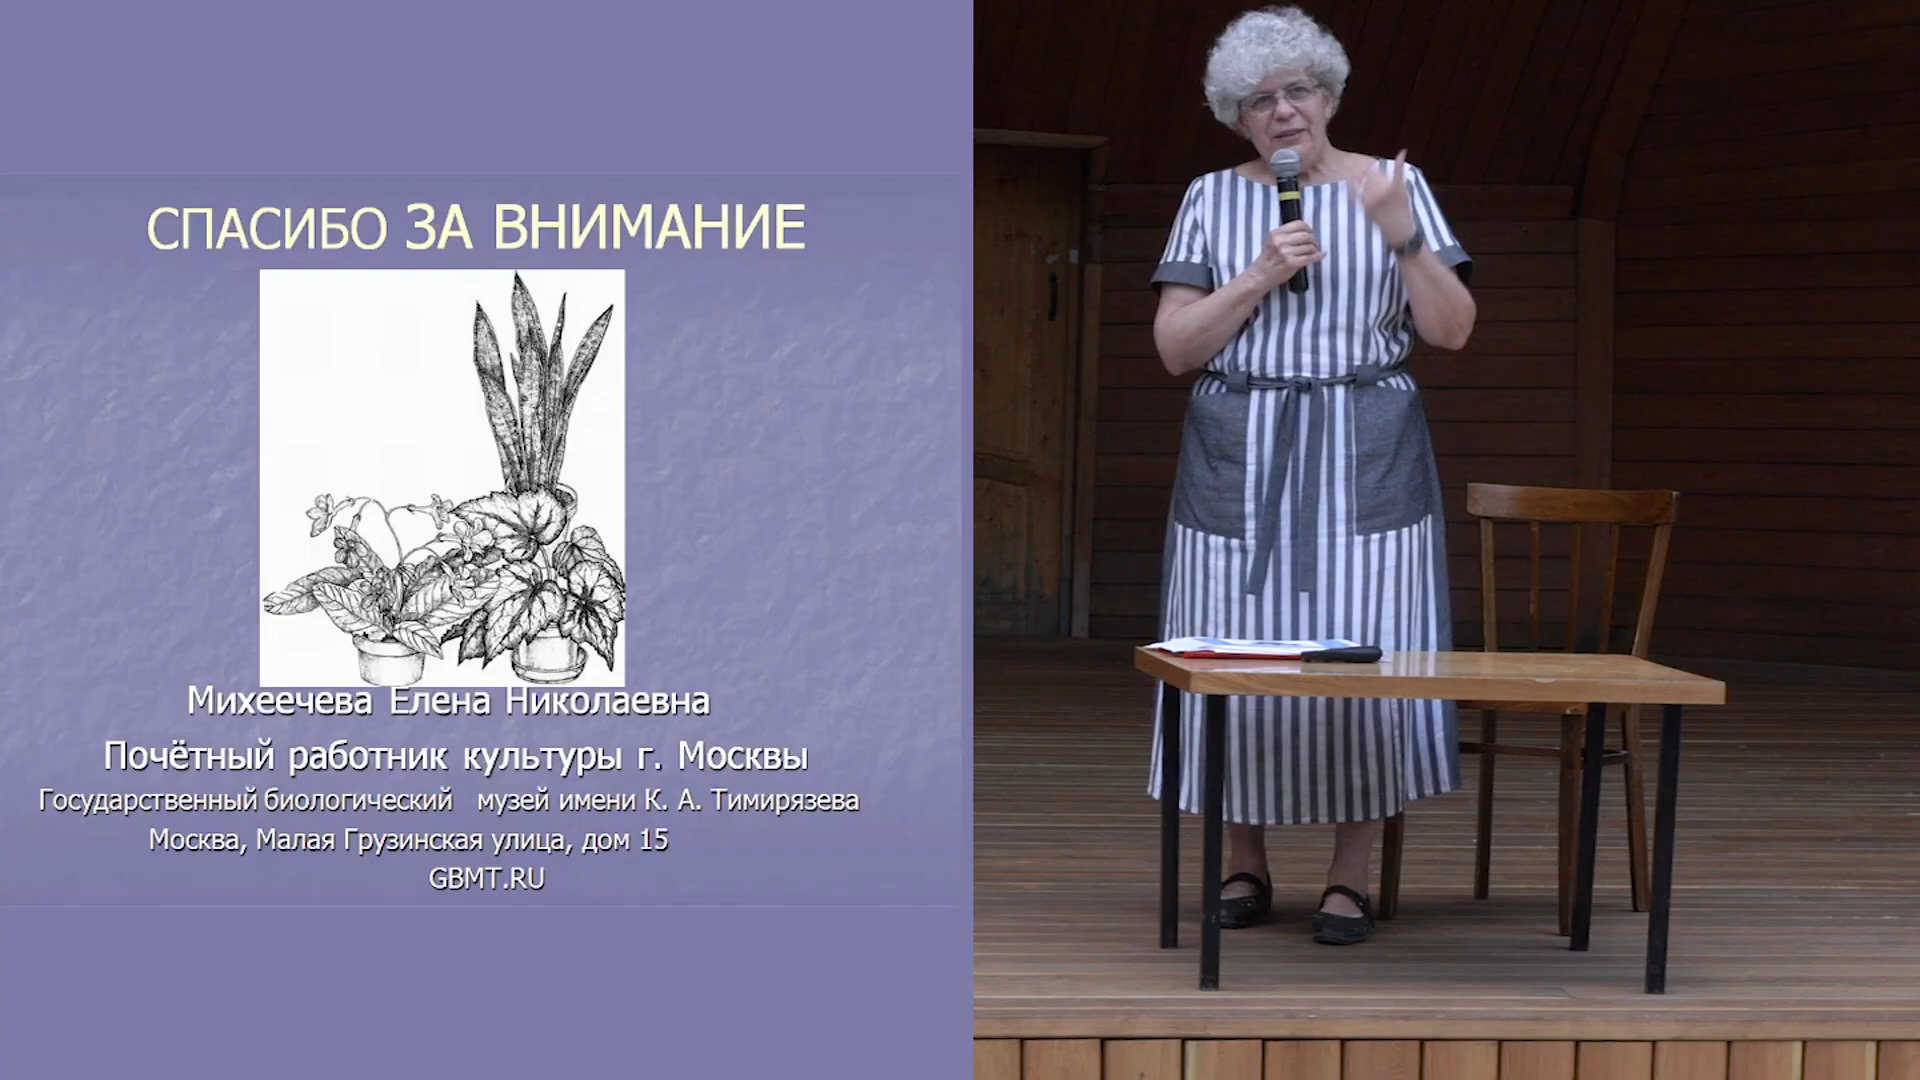 СПАСИБО ЗА ВНИМАНИЕ
Михеечева Елена Николаевна
Почётный работник культуры г. Москвы
Государственный биологический музей имени К. А. Тимирязева
Москва, Малая Грузинская улица, дом 15
GBMT.RU